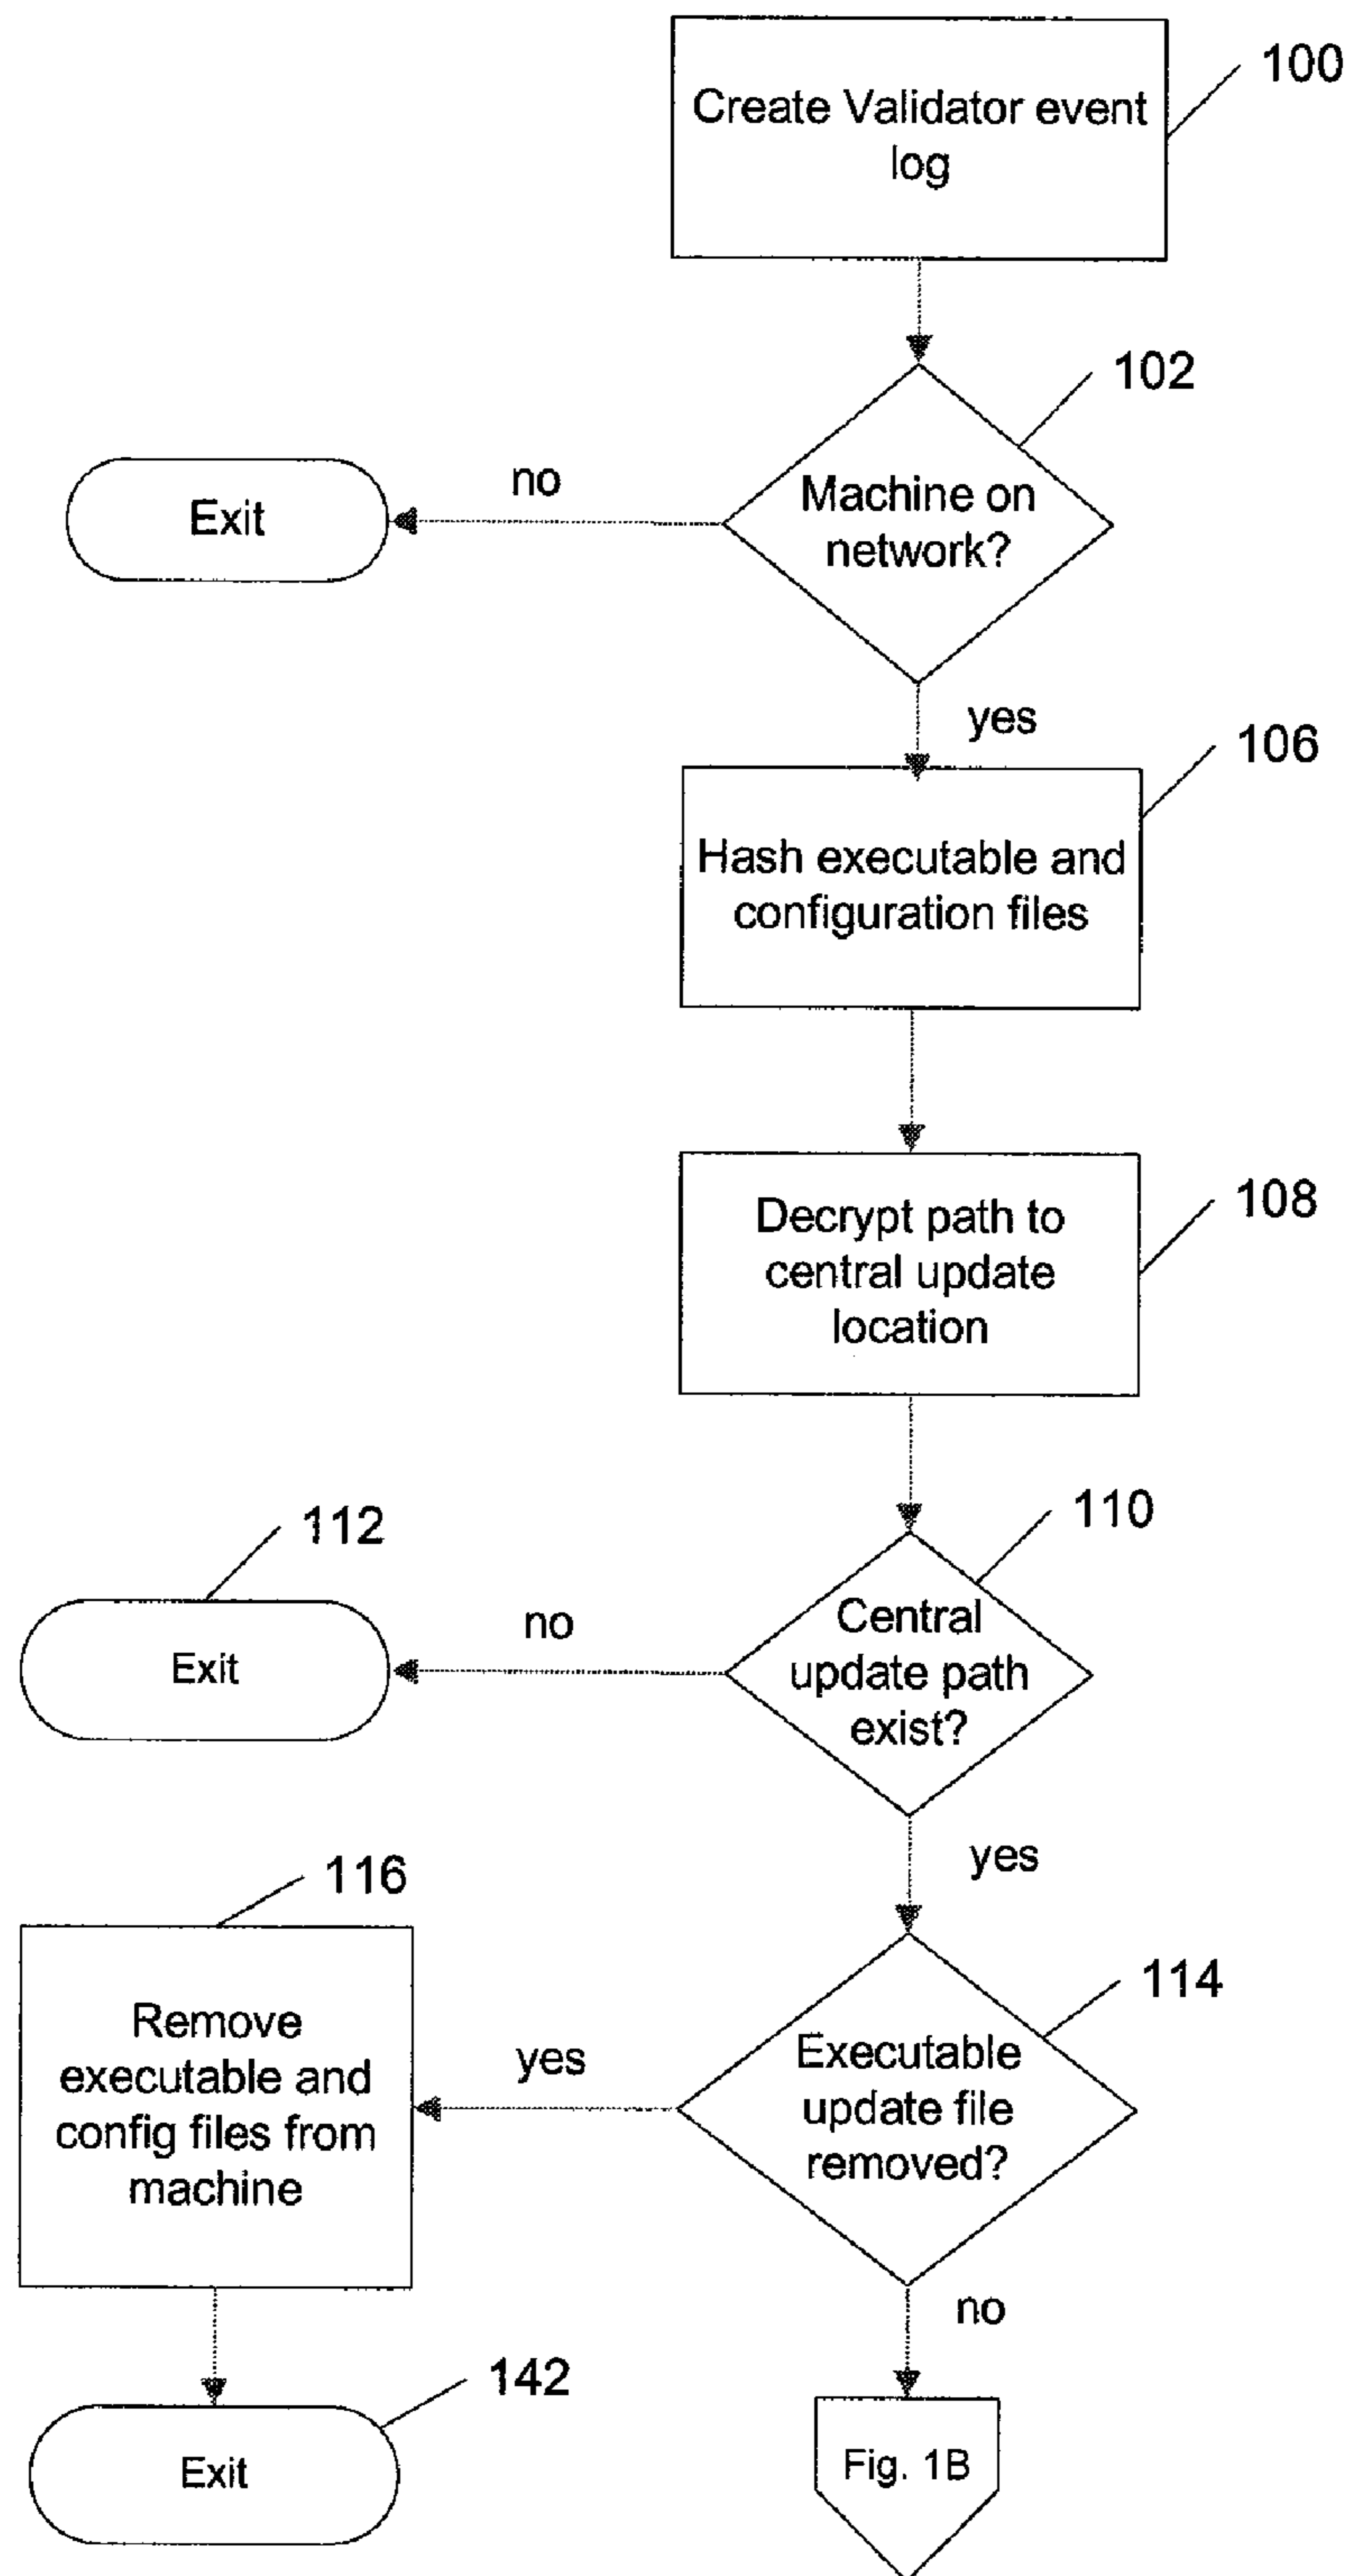 100
Create Validator event
log
102
Machine on
network?
no
Exit
yes
106
Hash executable and
configuration files
108
Decrypt path to
central update
location
110
112
Central
update path
exist?
no
Exit
yes
116
114
Remove
executable and
config files from
machine
yes
Executable
update file
removed?
no
142
Exit
Fig. 1B